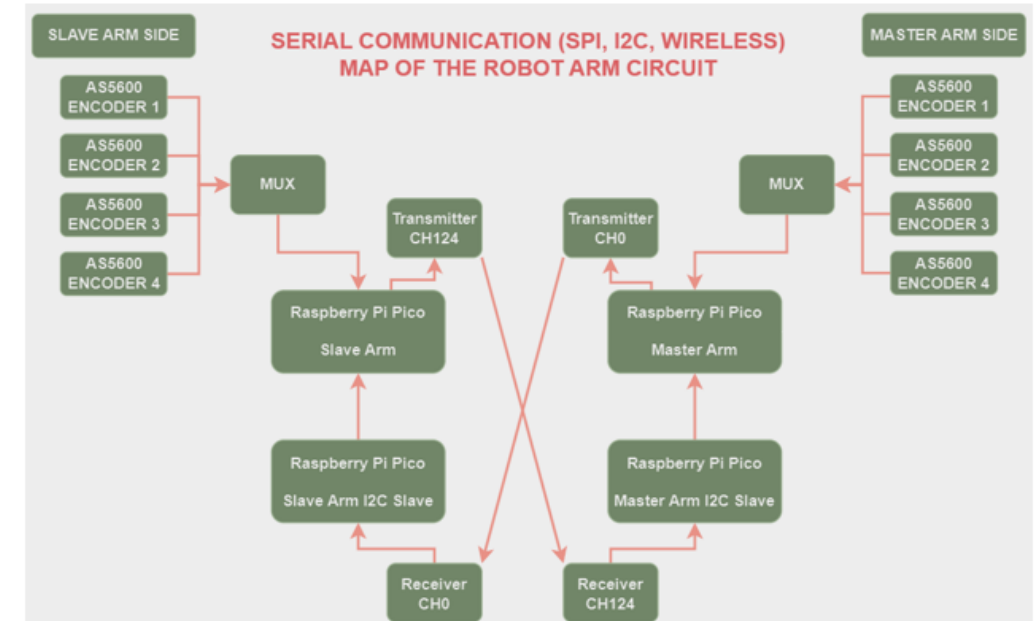 SLAVE ARM SIDE
SERIAL COMMUNICATION (SPI, I2C, WIRELESS)
MAP OF THE ROBOT ARM CIRCUIT
MASTER ARM SIDE
AS5600
ENCODER 1
AS5600
ENCODER 2
AS5600
ENCODER 3
AS5600
ENCODER 4
MUX
Transmitter
CH124
Raspberry Pi Pico
Slave Arm
Raspberry Pi Pico
Slave Arm I2C Slave
Receiver
CH0
AS5600
ENCODER 1
AS5600
ENCODER 2
AS5600
ENCODER 3
AS5600
ENCODER 4
MUX
Transmitter
CH0
Raspberry Pi Pico
Master Arm
Raspberry Pi Pico
Master Arm I2C Slave
Receiver
CH124